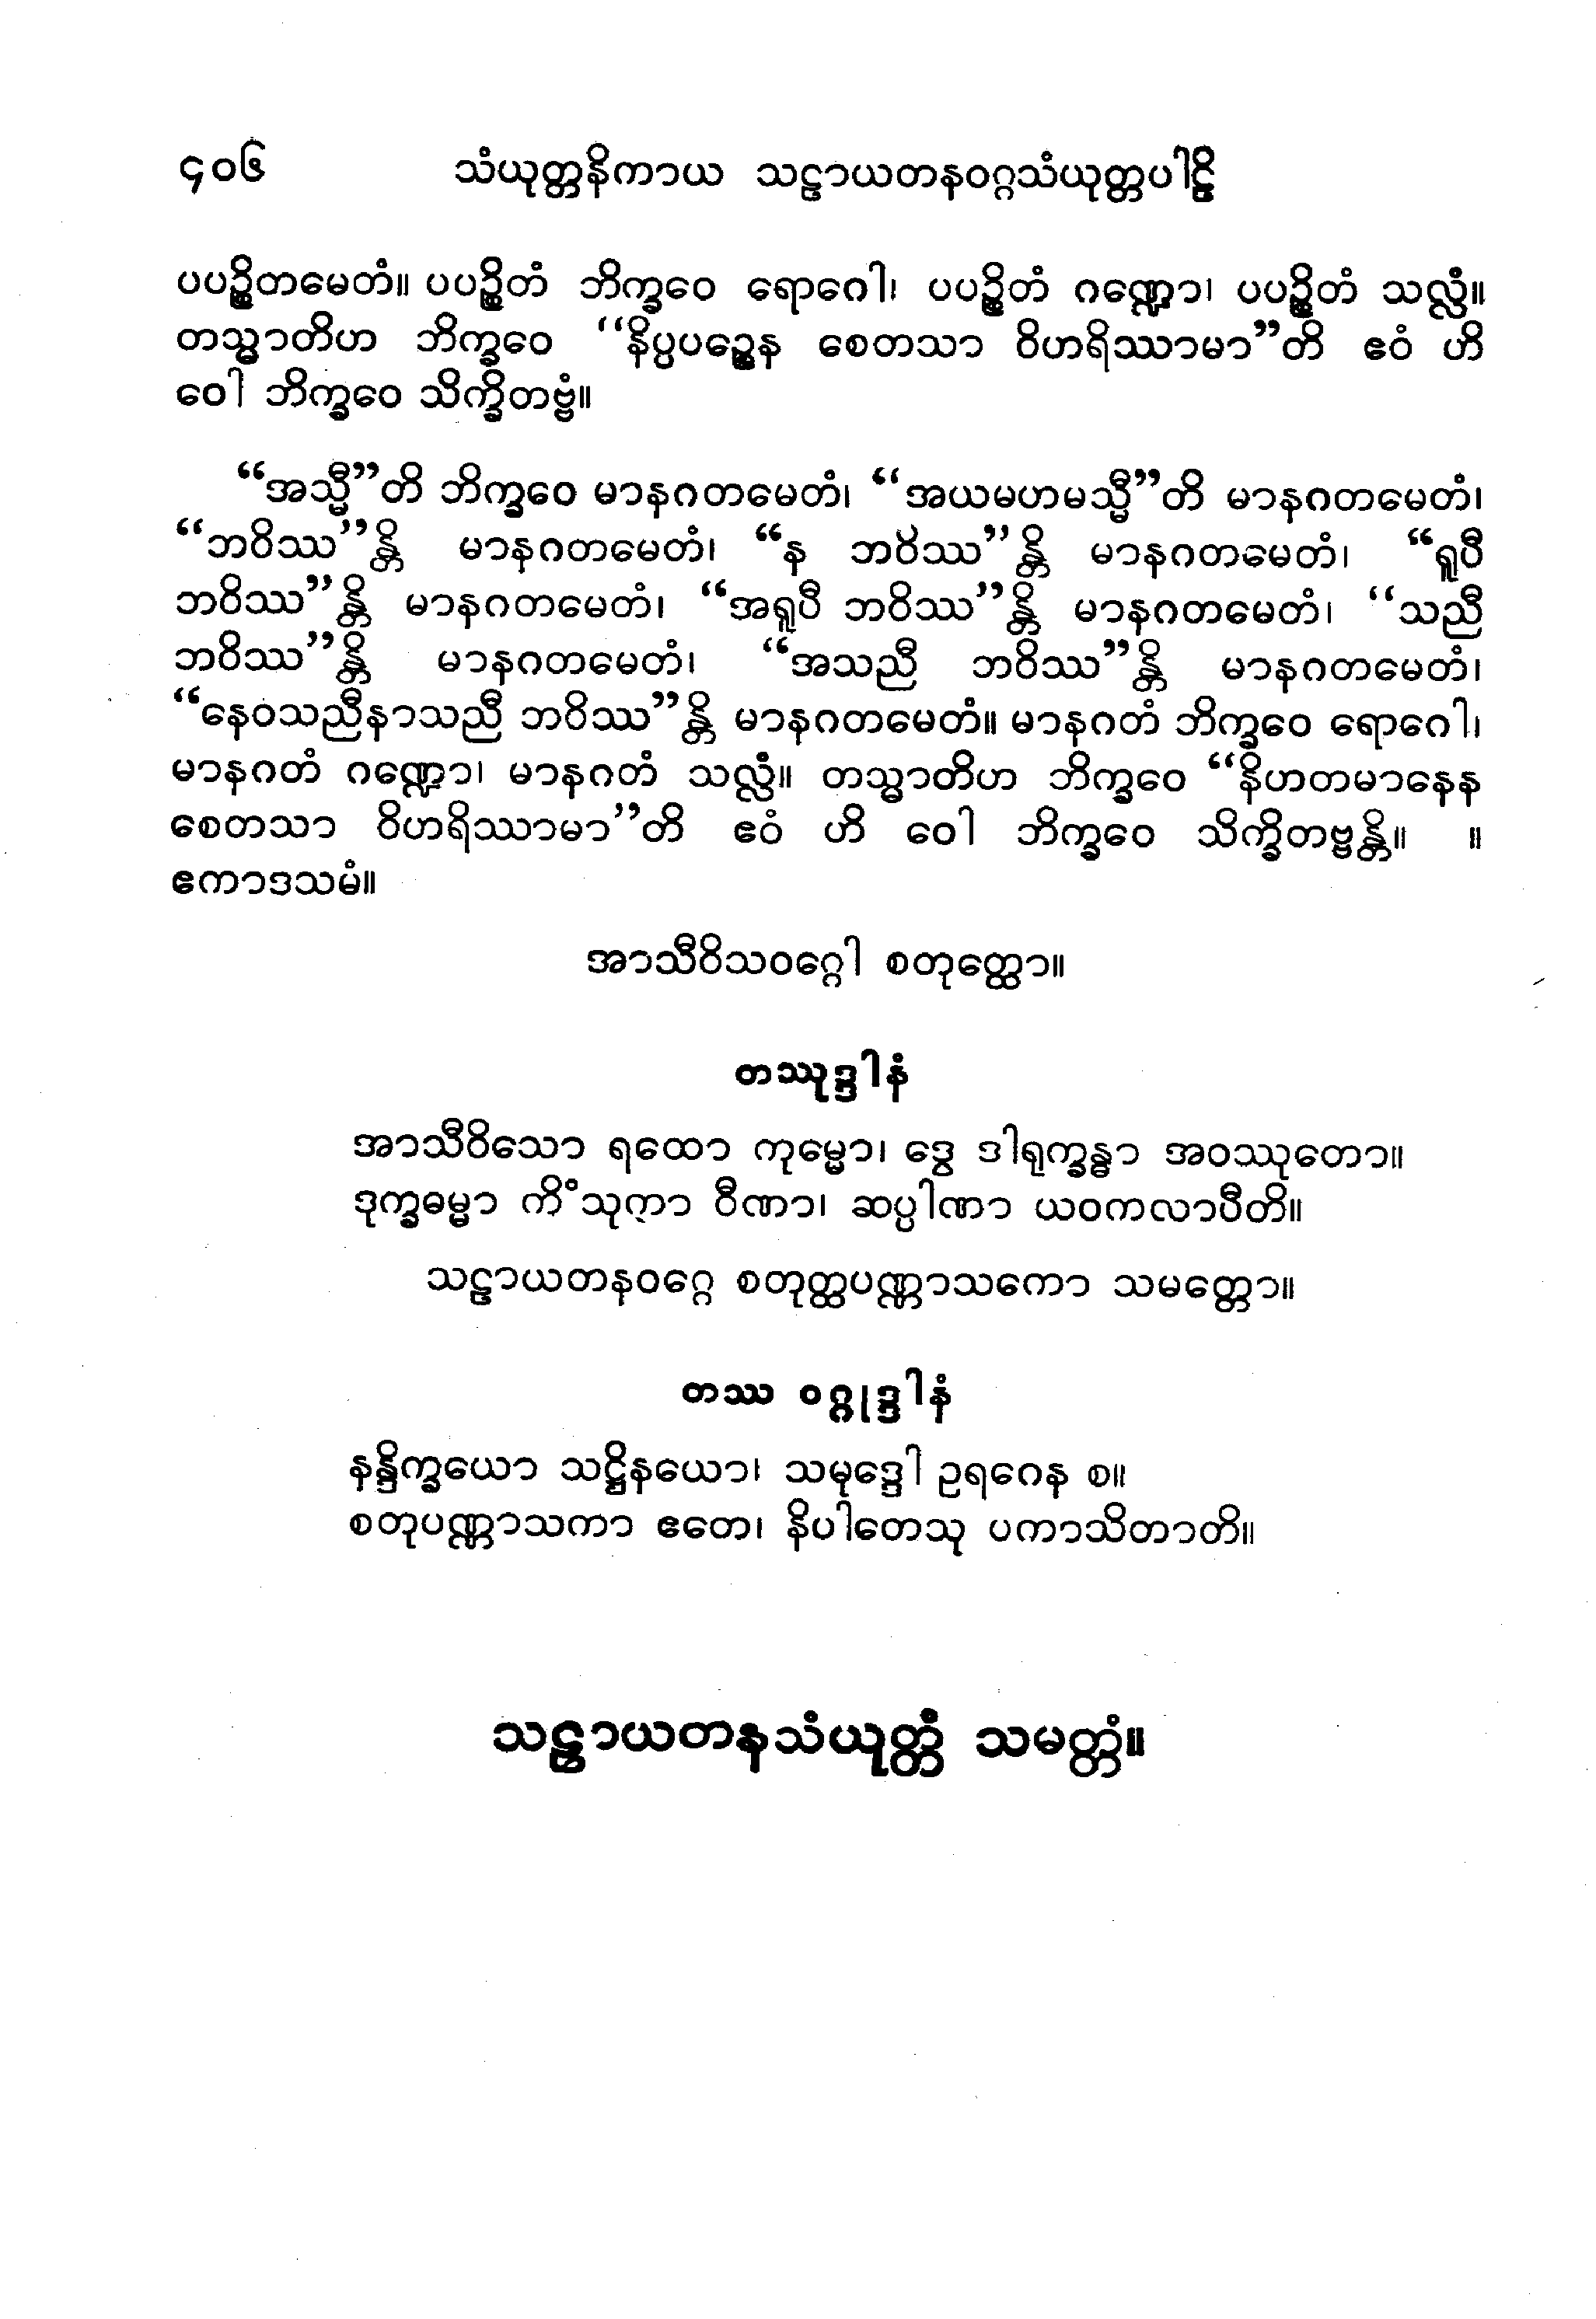 ၄၀၆ သံယုတ္တနိကာယ သဠာယတနဝဂ္ဂသံယုတ္တပါဠိ
ပပဉ္စိတမေတံ။ ပပဉ္စိတံ ဘိက္ခဝေ ရောဂေါ၊ ပပဉ္စိတံ ဂဏ္ဍော၊ ပပဉ္စိတံ သလ္လံ။
တသ္မာတိဟ ဘိက္ခဝေ “နိပ္ပပဉ္စေန စေတသာ ဝိဟရိဿာမာ”တိ ဧဝံ ဟိ
ဝေါ ဘိက္ခဝေ သိက္ခိတဗ္ဗံ။
“အသ္မီ”တိ ဘိက္ခဝေ မာနဂတမေတံ၊ “အယမဟမသ္မီ”တိ မာနဂတမေတံ၊
“ဘဝိဿ”န္တိ မာနဂတမေတံ၊ “န ဘဝိဿ”န္တိ မာနဂတမေတံ၊ “ရူပီ
ဘဝိဿ”န္တိ မာနဂတမေတံ၊ “အရူပီ ဘဝိဿ”န္တိ မာနဂတမေတံ၊ “သညီ
ဘဝိဿ”န္တိ မာနဂတမေတံ၊ “အသညီ ဘဝိဿ”န္တိ မာနဂတမေတံ၊
“နေဝသညီနာသညီ ဘဝိဿ”န္တိ မာနဂတမေတံ။ မာနဂတံ ဘိက္ခဝေ ရောဂေါ၊
မာနဂတံ ဂဏ္ဍော၊ မာနဂတံ သလ္လံ။ တသ္မာတိဟ ဘိက္ခဝေ “နိဟတမာနေန
စေတသာ ဝိဟရိဿာမာ”တိ ဧဝံ ဟိ ဝေါ ဘိက္ခဝေ သိက္ခိတဗ္ဗန္တိ။ ။
ဧကာဒသမံ။
အာသီဝိသဝဂ္ဂေါ စတုတ္ထော။
တဿုဒ္ဒါနံ
အာသီဝိသော ရထော ကုမ္မော၊ ဒွေ ဒါရုက္ခန္ဓာ အဝဿုတော။
ဒုက္ခဓမ္မာ ကိံသုကာ ဝီဏာ၊ ဆပ္ပါဏာ ယဝကလာပီတိ။
သဠာယတနဝဂ္ဂေ စတုတ္ထပဏ္ဏာသကော သမတ္တော။
တဿ ဝဂ္ဂုဒ္ဒါနံ
နန္ဒိက္ခယော သဋ္ဌိနယော၊ သမုဒ္ဒေါ ဥရဂေန စ။
စတုပဏ္ဏာသကာ ဧတေ၊ နိပါတေသု ပကာသိတာတိ။
သဠာယတနသံယုတ္တံ သမတ္တံ။